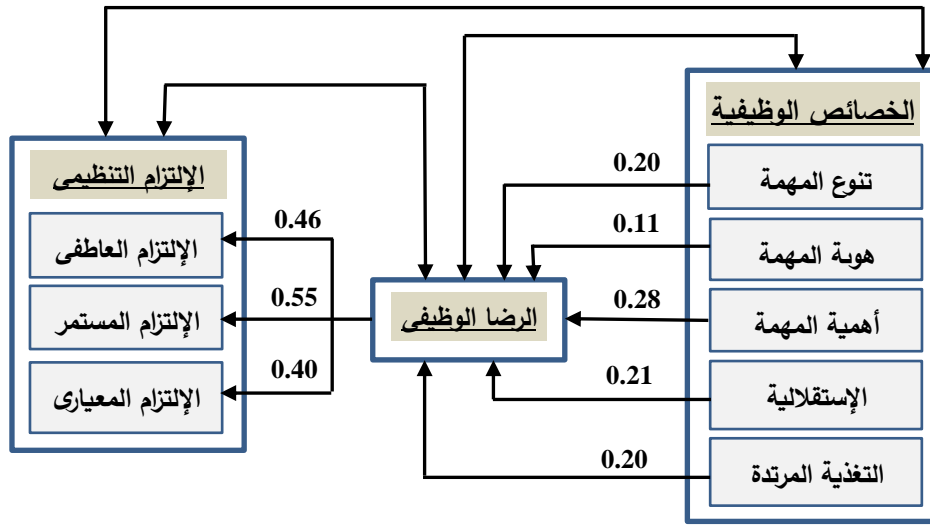 الخصائص الوظيفية
تنوع المهمة
هوية المهمة
أهمية المهمة
الإستقلالية
التغذية المرتدة
0.20
0.11
0.28
0.21
0.20
الرضا الوظيفى
0.46
0.55
0.40
الإلتزام التنظيمى
الإلتزام العاطفى
الإلتزام المستمر
الإلتزام المعيارى